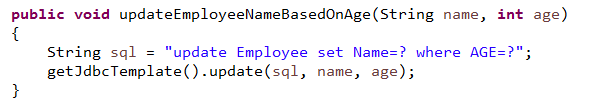 public void updateEmployeeNameBasedOnAge(String name, int age)
{
    String sql = "update Employee set Name=? where AGE=?";
    getJdbcTemplate().update(sql, name, age);
}